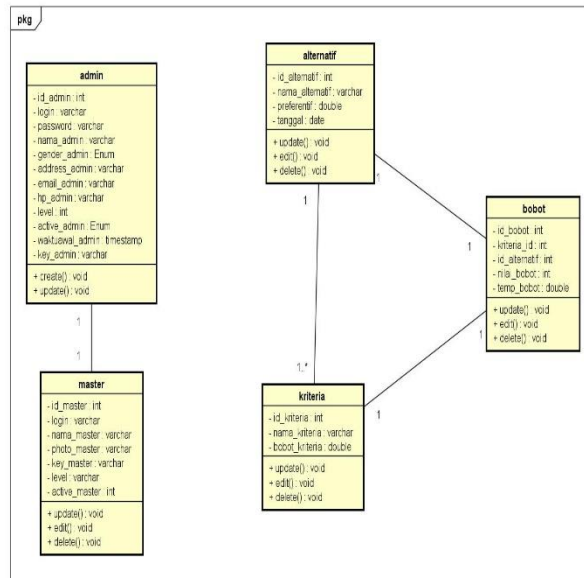 pkg
admin
- id_admin : int
- login : varchar
- password : varchar
- nama_admin : varchar
- gender_admin : Enum
- address_admin : varchar
- email_admin : varchar
- hp_admin : varchar
- level : int
- active_admin : Enum
- waktuawal_admin : timestamp
- key_admin : varchar
+ create() : void
+ update() : void
1
1
master
- id_master : int
- login : varchar
- nama_master : varchar
- photo_master : varchar
- key_master : varchar
- level : varchar
- active_master : int
+ update() : void
+ edit() : void
+ delete() : void
alternatif
- id_alternatif : int
- nama_alternatif : varchar
- preferentif : double
- tanggal : date
+ update() : void
+ edit() : void
+ delete() : void
1
1
1
bobot
- id_bobot : int
- kriteria_id : int
- id_alternatif : int
- nilai_bobot : int
- temp_bobot : double
+ update() : void
+ edit() : void
+ delete() : void
1
1..*
1
kriteria
- id_kriteria : int
- nama_kriteria : varchar
- bobot_kriteria : double
+ update() : void
+ edit() : void
+ delete() : void